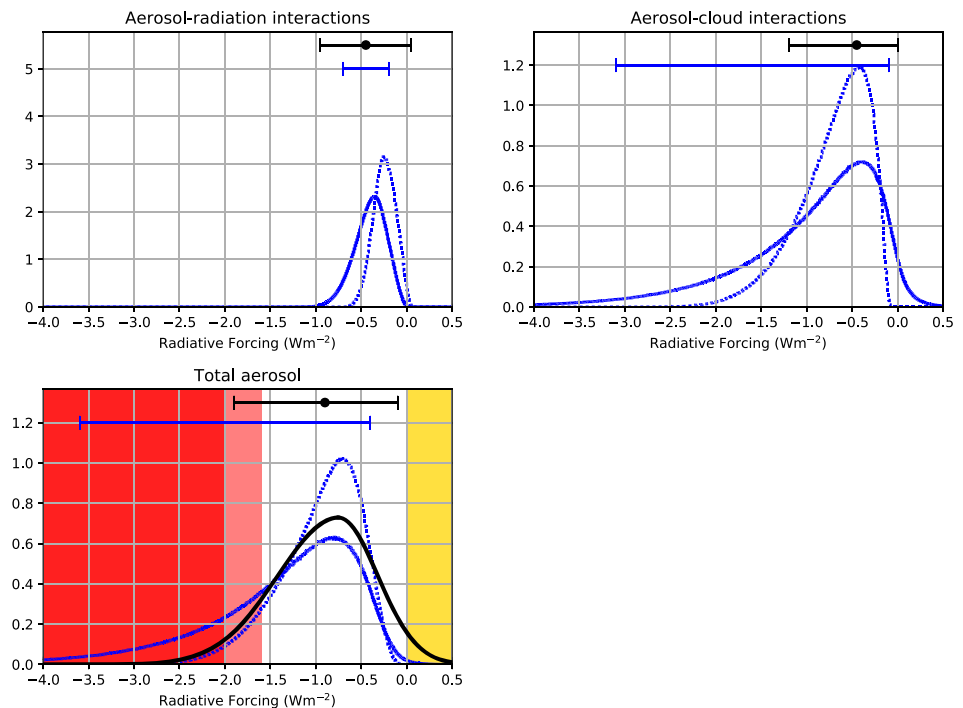 Aerosol-radiation interactions
5
4
3
2
1
0
−4.0 −3.5 −3.0 −2.5 −2.0 −1.5 −1.0 −0.5 0.0 0.5
Radiative Forcing (Wm−2)
Aerosol-cloud interactions
1.2
1.0
0.8
0.6
0.4
0.2
0.0
−4.0 −3.5 −3.0 −2.5 −2.0 −1.5 −1.0 −0.5 0.0 0.5
Radiative Forcing (Wm−2)
Total aerosol
1.2
1.0
0.8
0.6
0.4
0.2
0.0
−4.0 −3.5 −3.0 −2.5 −2.0 −1.5 −1.0 −0.5 0.0 0.5
Radiative Forcing (Wm−2)